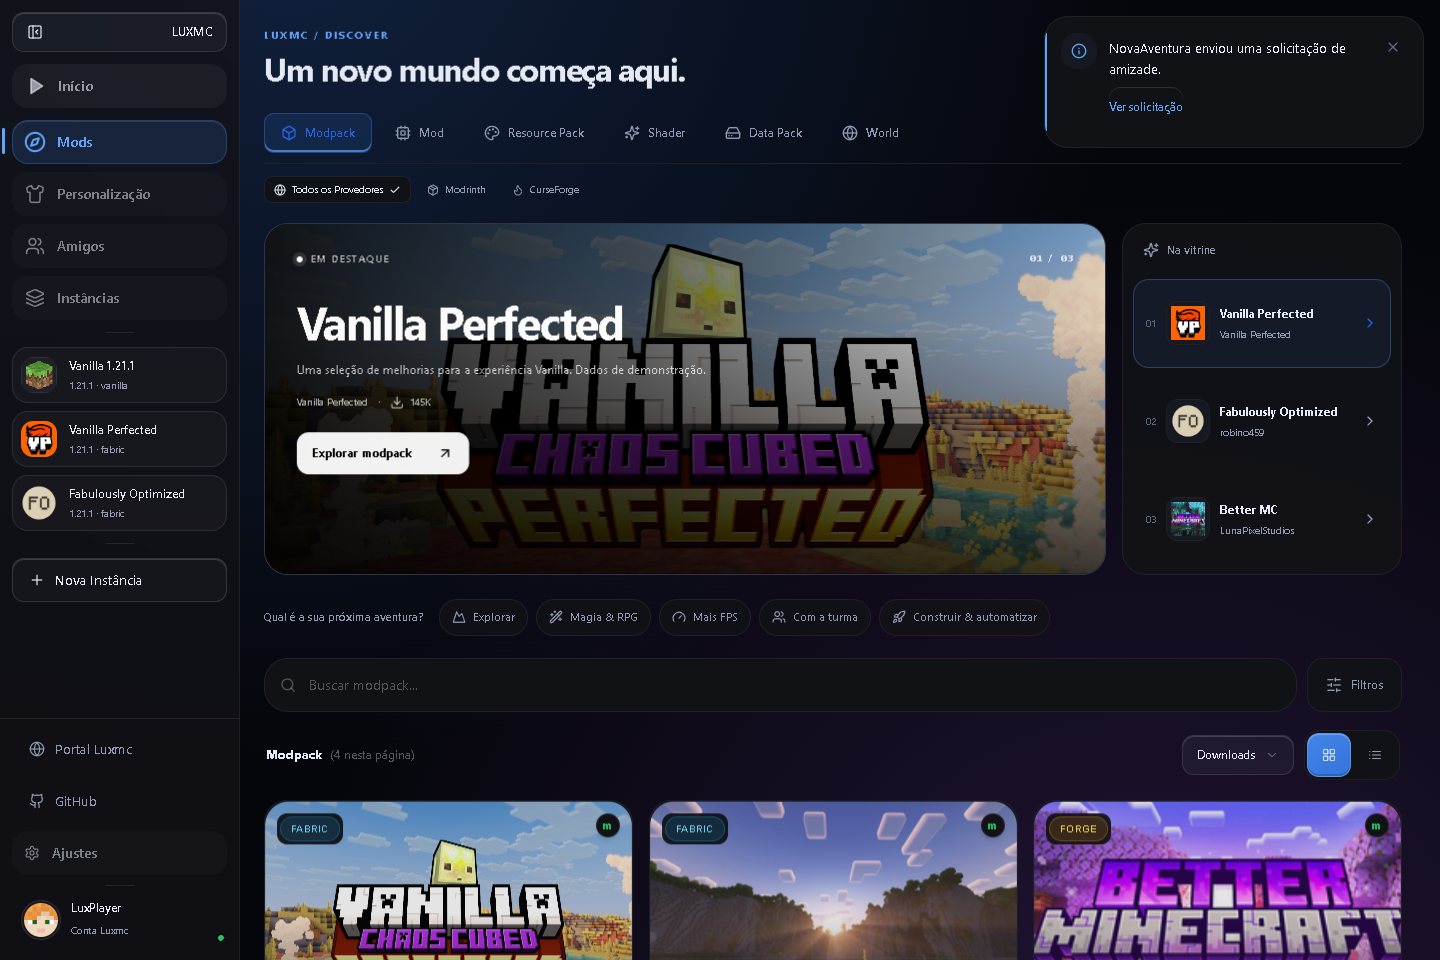 LUXMC
Início
Mods
Personalização
Amigos
Instâncias
Vanilla 1.21.1
1.21.1 · vanilla
Vanilla Perfected
1.21.1 · fabric
Fabulously Optimized
1.21.1 · fabric
Nova Instância
Portal Luxmc
GitHub
Ajustes
LuxPlayer
Conta Luxmc
LUXMC / DISCOVER
Um novo mundo começa aqui.
NovaAventura enviou uma solicitação de
amizade.
Ver solicitação
Modpack
Mod
Resource Pack
Shader
Data Pack
World
Todos os Provedores
Modrinth
CurseForge
EM DESTAQUE
01 / 03
Vanilla Perfected
Uma seleção de melhorias para a experiência Vanilla. Dados de demonstração.
Vanilla Perfected · 145K
Explorar modpack
VANILLA
CHAOS CUBED
PERFECTED
Na vitrine
01
VP
Vanilla Perfected
Vanilla Perfected
02
FO
Fabulously Optimized
robino459
03
Better MC
LunaPixelStudios
Qual é a sua próxima aventura?
Explorar
Magia & RPG
Mais FPS
Com a turma
Construir & automatizar
Buscar modpack...
Filtros
Modpack (4 nesta página)
Downloads
FABRIC
m
VANILLA
CHAOS CUBED
FABRIC
m
FORGE
m
BETTER
MINECRAFT